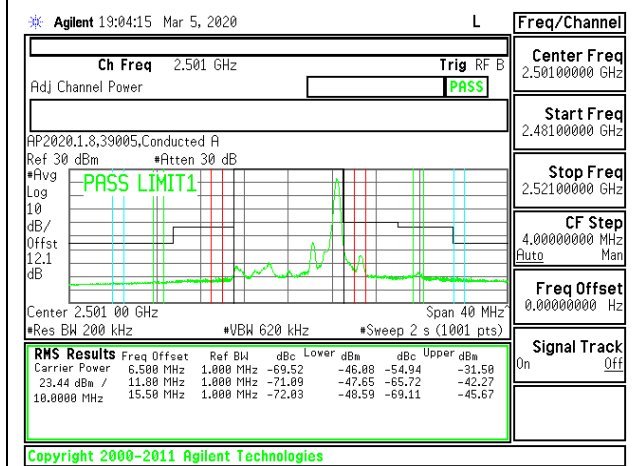 Agilent 19:04:15 Mar 5, 2020 L
Freq/Channel
Ch Freq 2.501 GHz Trig RF B
Adj Channel Power PASS
Center Freq
2.50100000 GHz
Start Freq
2.48100000 GHz
AP2020.1.8,39005,Conducted A
Ref 30 dBm #Atten 30 dB
#Avg
Log
10
dB/
Offst
12.1
dB
PASS LIMIT1
Stop Freq
2.52100000 GHz
CF Step
4.00000000 MHz
Auto Man
Freq Offset
0.00000000 Hz
Center 2.501 00 GHz Span 40 MHz^
#Res BW 200 kHz #VBW 620 kHz #Sweep 2 s (1001 pts)
Signal Track
On Off
RMS Results Freq Offset Ref BW dBc Lower dBm dBc Upper dBm
Carrier Power 6.500 MHz 1.000 MHz -69.52 -46.08 -54.94 -31.50
23.44 dBm / 11.80 MHz 1.000 MHz -71.09 -47.65 -65.72 -42.27
10.0000 MHz 15.50 MHz 1.000 MHz -72.03 -48.59 -69.11 -45.67
Copyright 2000-2011 Agilent Technologies